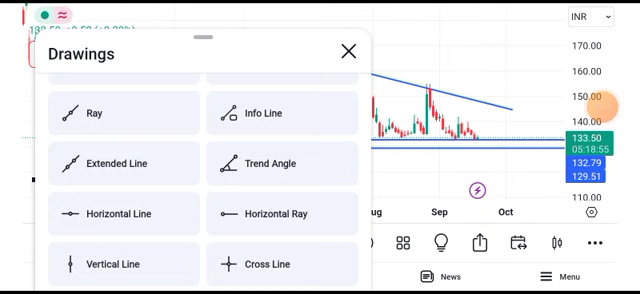 INR
Drawings
170.00
160.00
150.00
Ray
Info Line
140.00
133.50
05:18:55
Extended Line
Trend Angle
132.79
129.51
110.00
Horizontal Line
Horizontal Ray
Sep
Oct
Vertical Line
Cross Line
News
Menu